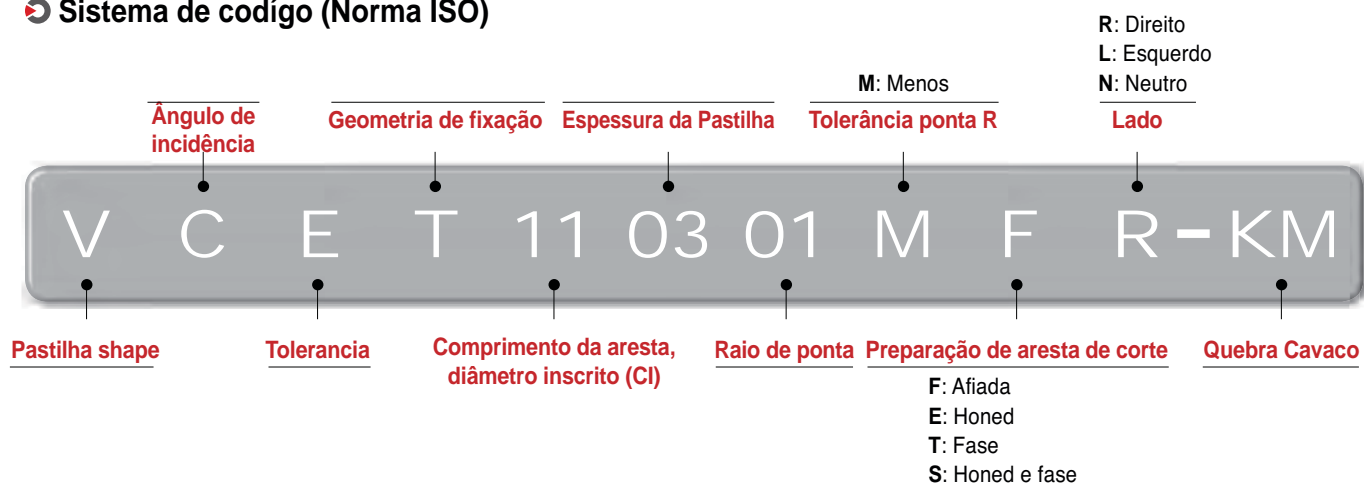 Sistema de codígo (Norma ISO)
R: Direito
L: Esquerdo
N: Neutro
M: Menos
Ângulo de
incidência
Geometria de fixação
Espessura da Pastilha
Tolerância ponta R
Lado
V C E T 11 03 01 M F R-KM
Pastilha shape
Tolerancia
Comprimento da aresta,
diâmetro inscrito (CI)
Raio de ponta
Preparação de aresta de corte
Quebra Cavaco
F: Afiada
E: Honed
T: Fase
S: Honed e fase